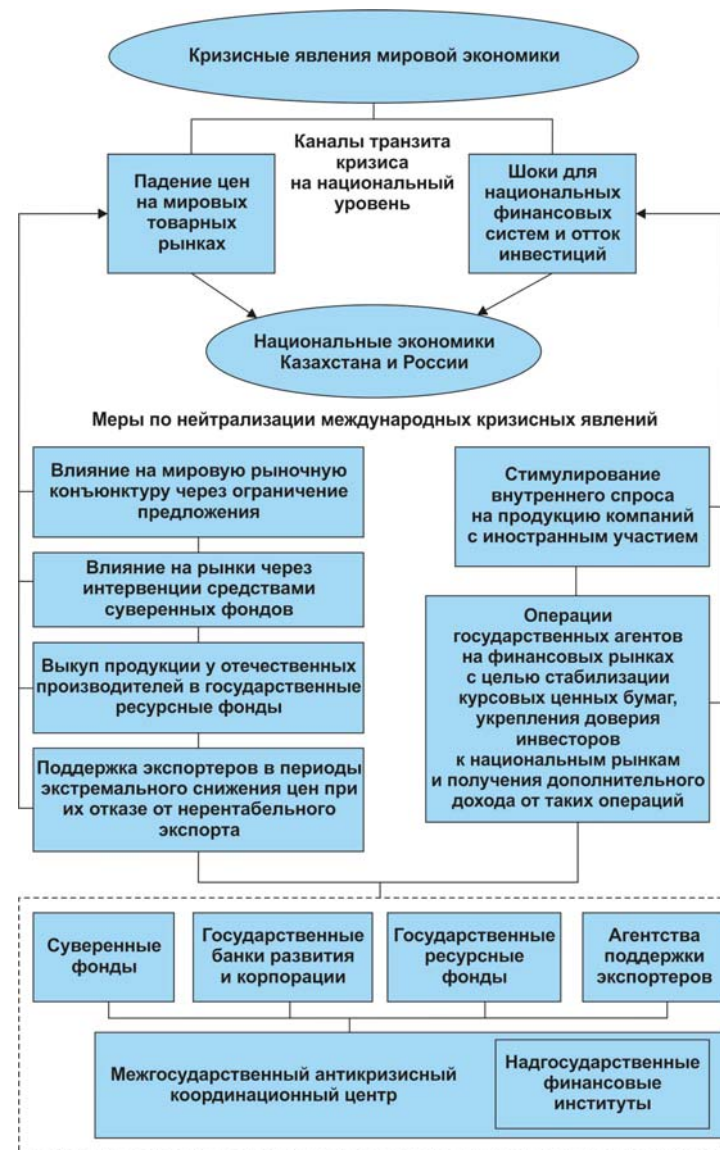 Кризисные явления мировой экономики
Каналы транзита
кризиса
на национальный
уровень
Падение цен
на мировых
товарных
рынках
Шоки для
национальных
финансовых
систем и отток
инвестиций
Национальные экономики
Казахстана и России
Меры по нейтрализации международных кризисных явлений
Влияние на мировую рыночную
конъюнктуру через ограничение
предложения
Влияние на рынки через
интервенции средствами
суверенных фондов
Выкуп продукции у отечественных
производителей в государственные
ресурсные фонды
Поддержка экспортеров в периоды
экстремального снижения цен при
их отказе от нерентабельного
экспорта
Стимулирование
внутреннего спроса
на продукцию компаний
с иностранным участием
Операции
государственных агентов
на финансовых рынках
с целью стабилизации
курсовых ценных бумаг,
укрепления доверия
инвесторов
к национальным рынкам
и получения дополнительного
дохода от таких операций
Суверенные
фонды
Государственные
банки развития
и корпорации
Государственные
ресурсные
фонды
Агентства
поддержки
экспортеров
Межгосударственный антикризисный
координационный центр
Надгосударственные
финансовые
институты